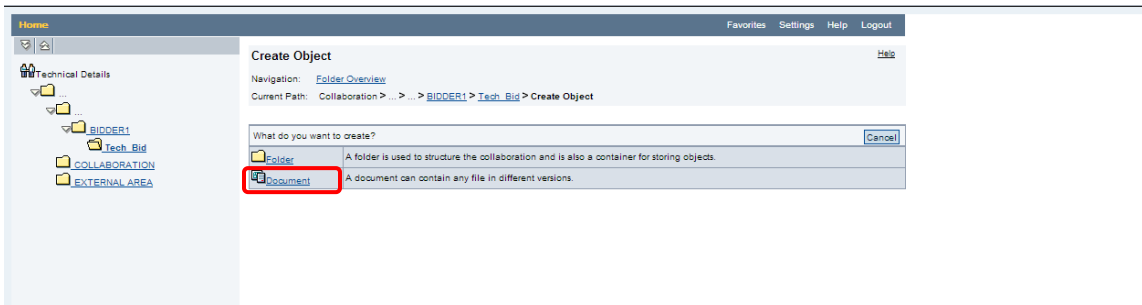 Home
Favorites Settings Help Logout
Technical Details
...
...
BIDDER1
Tech_Bid
COLLABORATION
EXTERNAL AREA
Create Object
Help
Navigation: Folder Overview
Current Path: Collaboration > ... > ... > BIDDER1 > Tech_Bid > Create Object
What do you want to create?
Cancel
Folder A folder is used to structure the collaboration and is also a container for storing objects.
Document A document can contain any file in different versions.